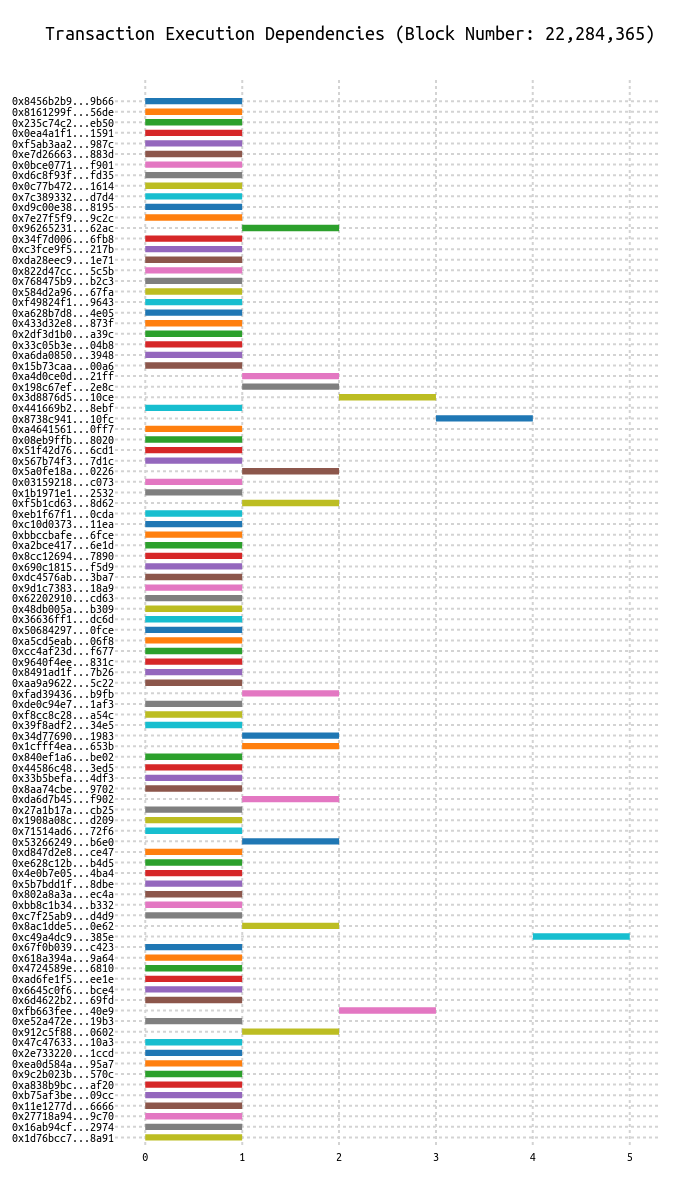 Transaction Execution Dependencies (Block Number: 22,284,365)
0x8456b2b9...9b66
0x8161299f...56de
0x235c74c2...eb50
0x0ea4a1f1...1591
0xf5ab3aa2...987c
0xe7d26663...883d
0x0bce0771...f901
0xd6c8f93f...fd35
0x0c77b472...1614
0x7c389332...d7d4
0xd9c00e38...8195
0x7e27f5f9...9c2c
0x96265231...62ac
0x34f7d006...6fb8
0xc3fce9f5...217b
0xda28eec9...1e71
0x822d47cc...5c5b
0x768475b9...b2c3
0x584d2a96...67fa
0xf49824f1...9643
0xa628b7d8...4e05
0x433d32e8...873f
0x2df3d1b0...a39c
0x33c05b3e...04b8
0xa6da0850...3948
0x15b73caa...00a6
0xa4d0ce0d...21ff
0x198c67ef...2e8c
0x3d8876d5...10ce
0x441669b2...8ebf
0x8738c941...10fc
0xa4641561...0ff7
0x08eb9ffb...8020
0x51f42d76...6cd1
0x567b74f3...7d1c
0x5a0fe18a...0226
0x03159218...c073
0x1b1971e1...2532
0xf5b1cd63...8d62
0xeb1f67f1...0cda
0xc10d0373...11ea
0xbbccbafe...6fce
0xa2bce417...6e1d
0x8cc12694...7890
0x690c1815...f5d9
0xdc4576ab...3ba7
0x9d1c7383...18a9
0x62202910...cd63
0x48db005a...b309
0x36636ff1...dc6d
0x50684297...0fce
0xa5cd5eab...06f8
0xcc4af23d...f677
0x9640f4ee...831c
0x8491ad1f...7b26
0xaa9a9622...5c22
0xfad39436...b9fb
0xde0c94e7...1af3
0xf8cc8c28...a54c
0x39f8adf2...34e5
0x34d77690...1983
0x1cfff4ea...653b
0x840ef1a6...be02
0x44586c48...3ed5
0x33b5befa...4df3
0x8aa74cbe...9702
0xda6d7b45...f902
0x27a1b17a...cb25
0x1908a08c...d209
0x71514ad6...72f6
0x53266249...b6e0
0xd847d2e8...ce47
0xe628c12b...b4d5
0x4e0b7e05...4ba4
0x5b7bdd1f...8dbe
0x802a8a3a...ec4a
0xbb8c1b34...b332
0xc7f25ab9...d4d9
0x8ac1dde5...0e62
0xc49a4dc9...385e
0x67f0b039...c423
0x618a394a...9a64
0x4724589e...6810
0xad6fe1f5...ee1e
0x6645c0f6...bce4
0x6d4622b2...69fd
0xfb663fee...40e9
0xe52a472e...19b3
0x912c5f88...0602
0x47c47633...10a3
0x2e733220...1ccd
0xea0d584a...95a7
0x9c2b023b...570c
0xa838b9bc...af20
0xb75af3be...09cc
0x11e1277d...6666
0x27718a94...9c70
0x16ab94cf...2974
0x1d76bcc7...8a91
0 1 2 3 4 5